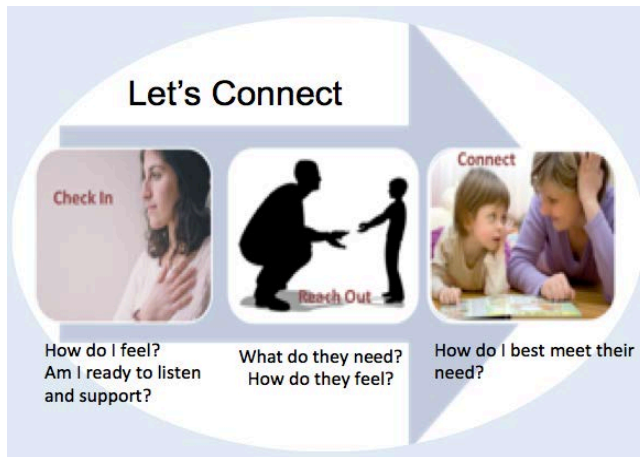 Let's Connect
Check In
Reach Out
Connect
How do I feel?
Am I ready to listen
and support?
What do they need?
How do they feel?
How do I best meet their
need?